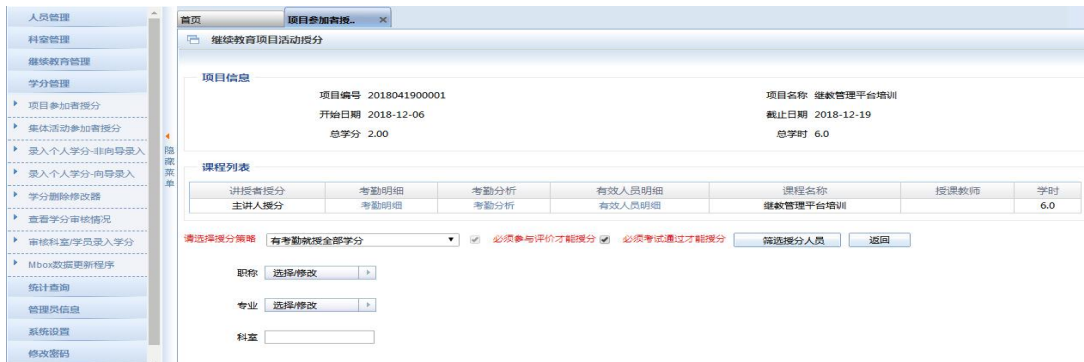 人员管理
科室管理
继续教育管理
学分管理
项目参加者授分
集体活动参加者授分
录入个人学分-非向导录入
录入个人学分-向导录入
学分删除修改器
查看学分审核情况
审核科室/学员录入学分
Mbox数据更新程序
统计查询
管理员信息
系统设置
修改密码
隐藏菜单
首页 项目参加者授.. ×
继续教育项目活动授分
项目信息
项目编号 2018041900001 项目名称 继教管理平台培训
开始日期 2018-12-06 截止日期 2018-12-19
总学分 2.00 总学时 6.0
课程列表
讲授者授分 考勤明细 考勤分析 有效人员明细 课程名称 授课教师 学时
主讲人授分 考勤明细 考勤分析 有效人员明细 继教管理平台培训 6.0
请选择授分策略 有考勤就授全部学分 必须参与评价才能授分 必须考试通过才能授分 筛选授分人员 返回
职称 选择/修改
专业 选择/修改
科室